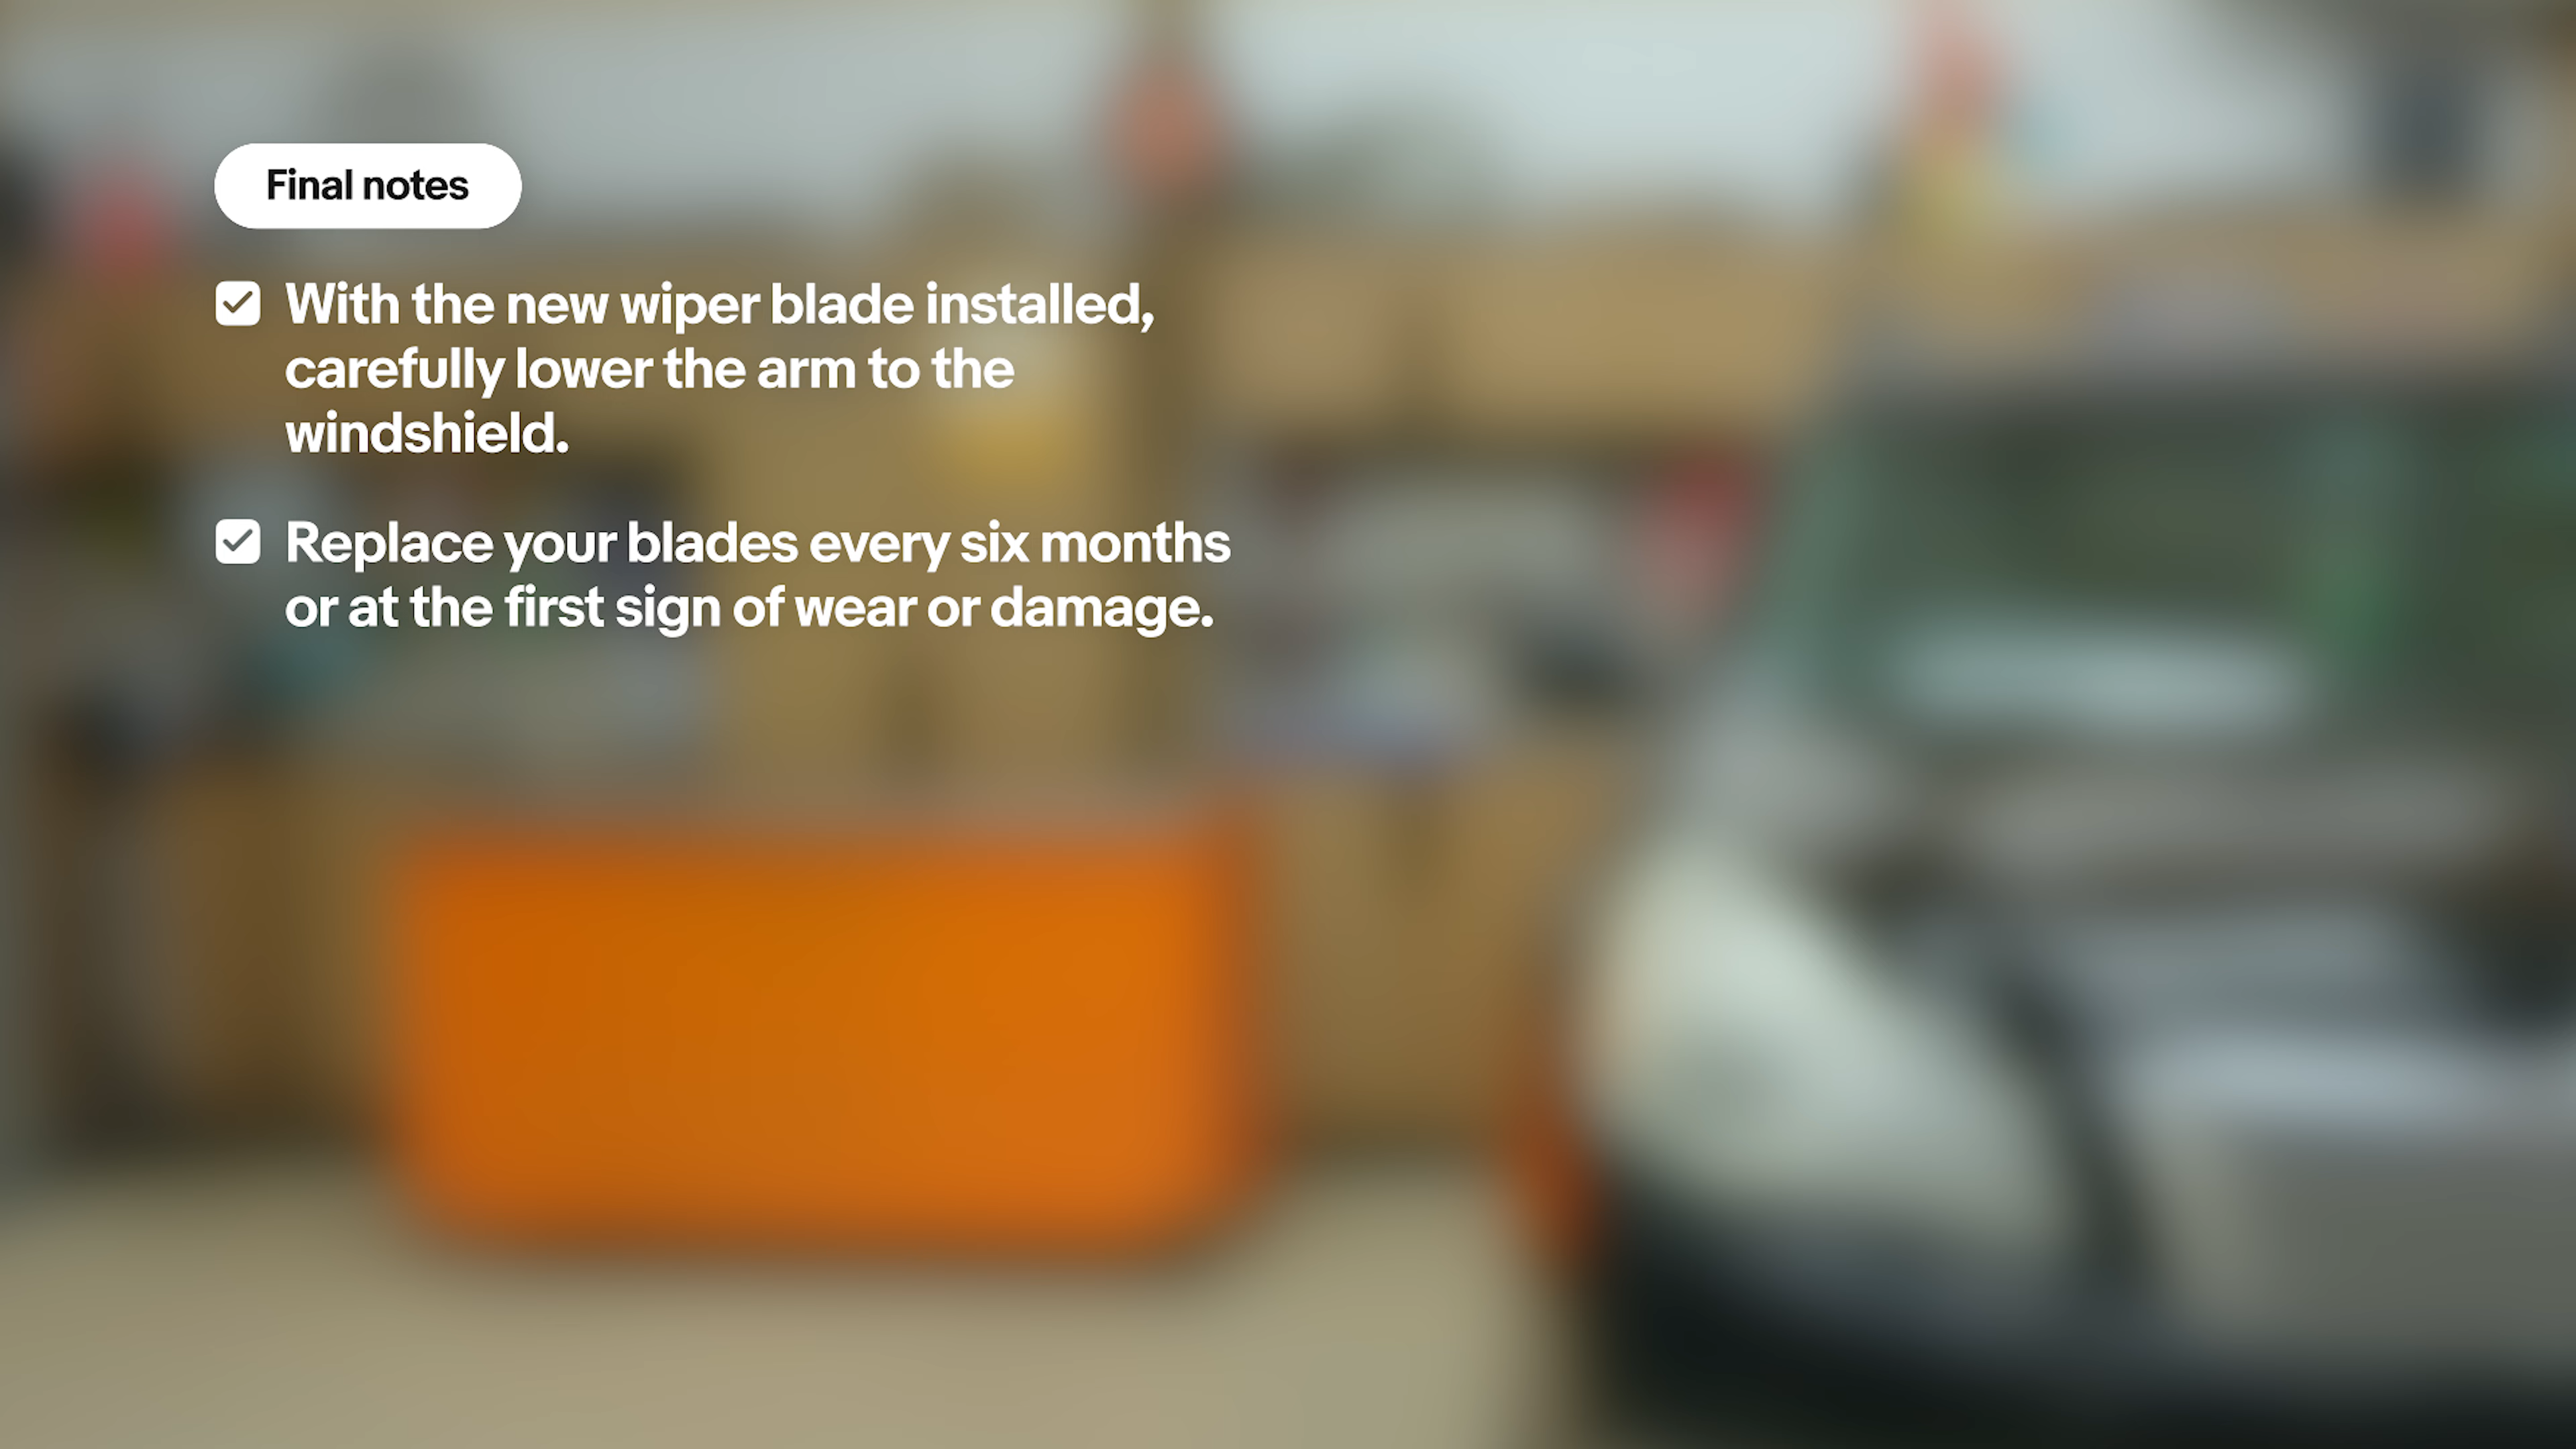 Final notes
With the new wiper blade installed,
carefully lower the arm to the
windshield.
Replace your blades every six months
or at the first sign of wear or damage.